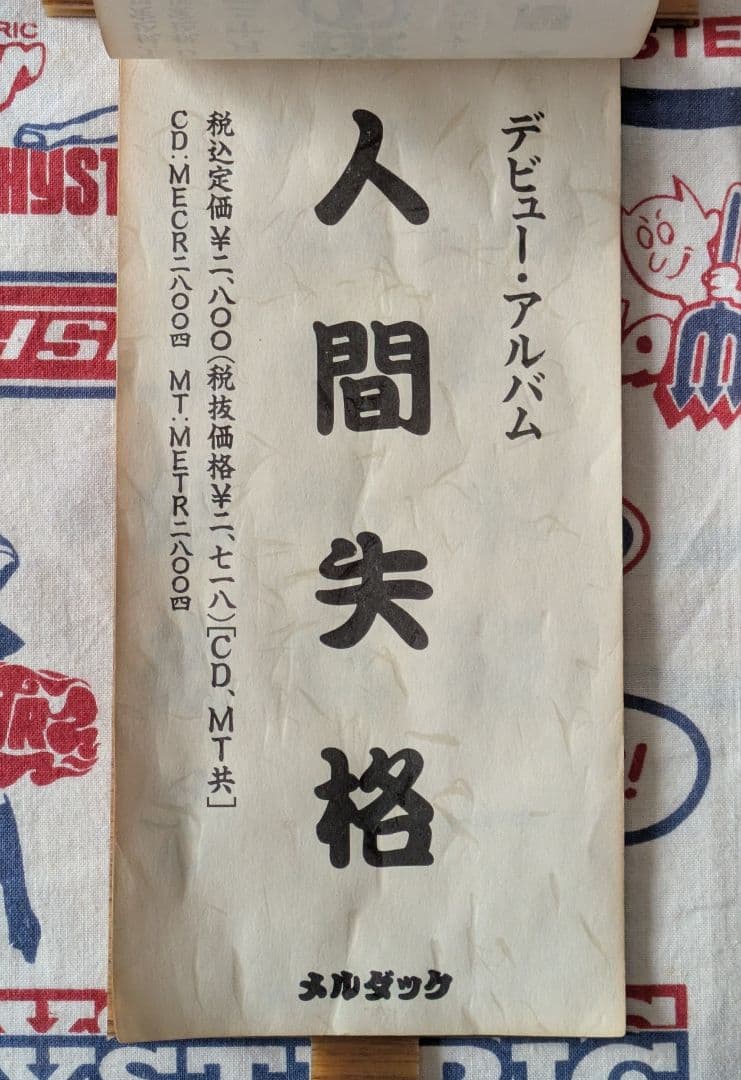 デビュー・アルバム
人間失格
税込定価¥二、八〇〇(税抜価格¥二、七一八)[CD、MT共]
CD:MECR二八〇〇四 MT:METR二八〇〇四
メルダック
HYST
STE
YSTERIC